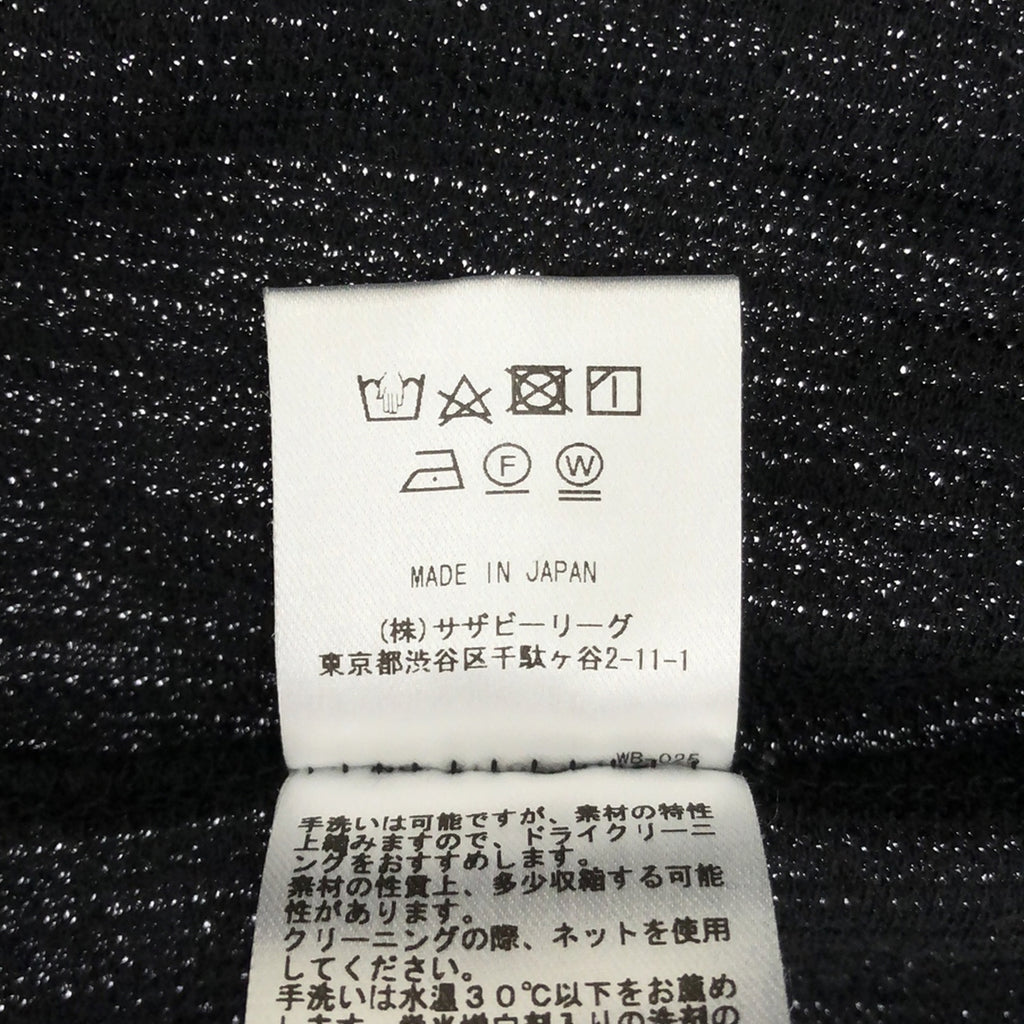 F W
MADE IN JAPAN
(株)サザビーリーグ
東京都渋谷区千駄ヶ谷2-11-1
WB-025
手洗いは可能ですが、素材の特性
上縮みますので、ドライクリーニ
ングをおすすめします。
素材の性質上、多少収縮する可能
性があります。
クリーニングの際、ネットを使用
してください。
手洗いは水温30℃以下をお薦め
します